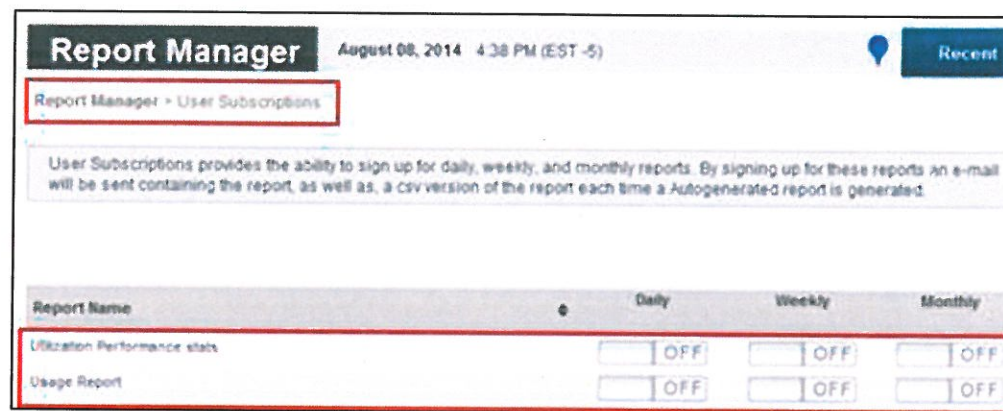 Report Manager August 08, 2014 4:38 PM (EST -5) Recent
Report Manager > User Subscriptions
User Subscriptions provides the ability to sign up for daily, weekly, and monthly reports. By signing up for these reports an e-mail
will be sent containing the report, as well as, a csv version of the report each time a Autogenerated report is generated.
Report Name Daily Weekly Monthly
Utilization Performance stats OFF OFF OFF
Usage Report OFF OFF OFF